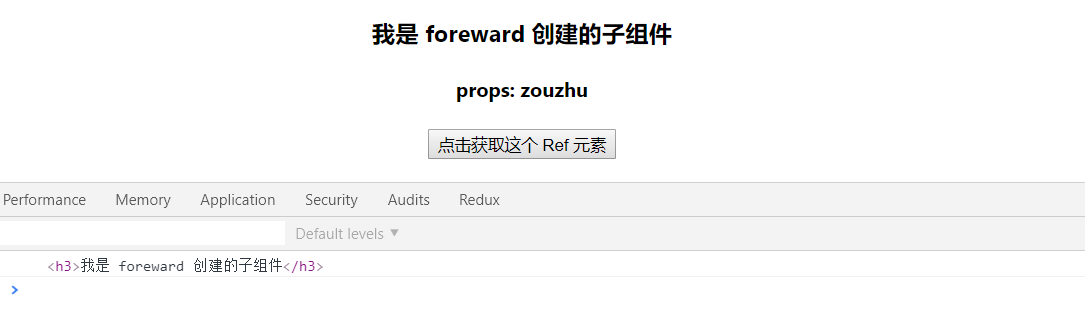 我是 foreward 创建的子组件
props: zouzhu
点击获取这个 Ref 元素
Performance Memory Application Security Audits Redux
Default levels ▼
<h3>我是 foreward 创建的子组件</h3>
>